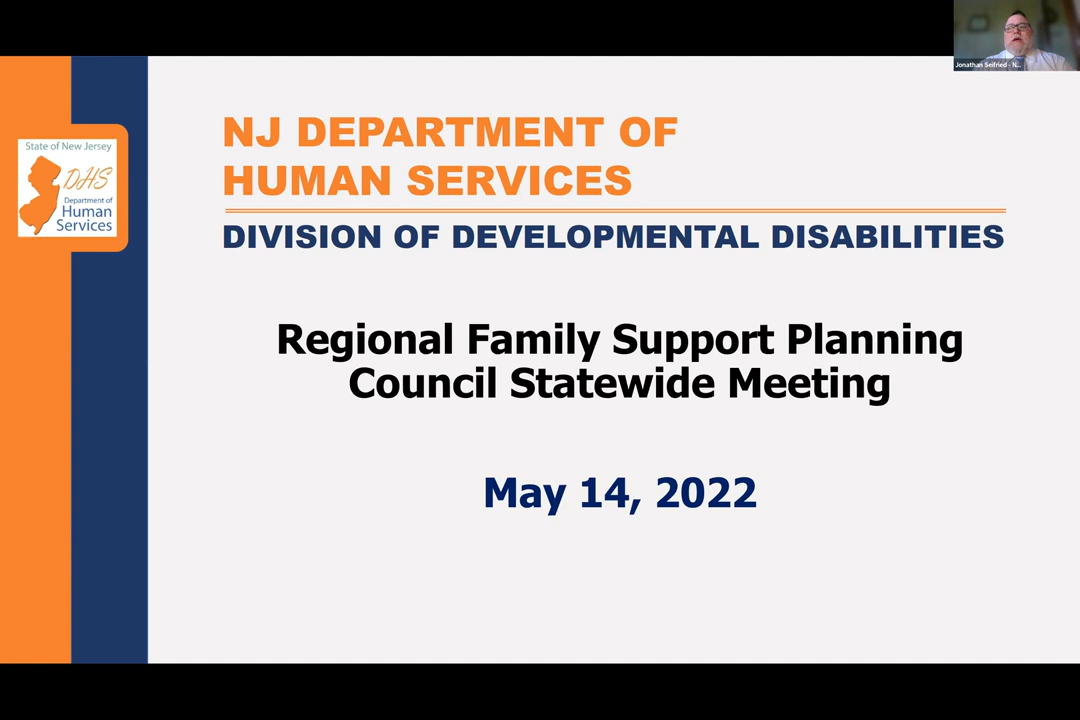 Jonathan Seifried - N...
NJ DEPARTMENT OF
HUMAN SERVICES
State of New Jersey
DHS
Department of
Human
Services
DIVISION OF DEVELOPMENTAL DISABILITIES
Regional Family Support Planning
Council Statewide Meeting
May 14, 2022